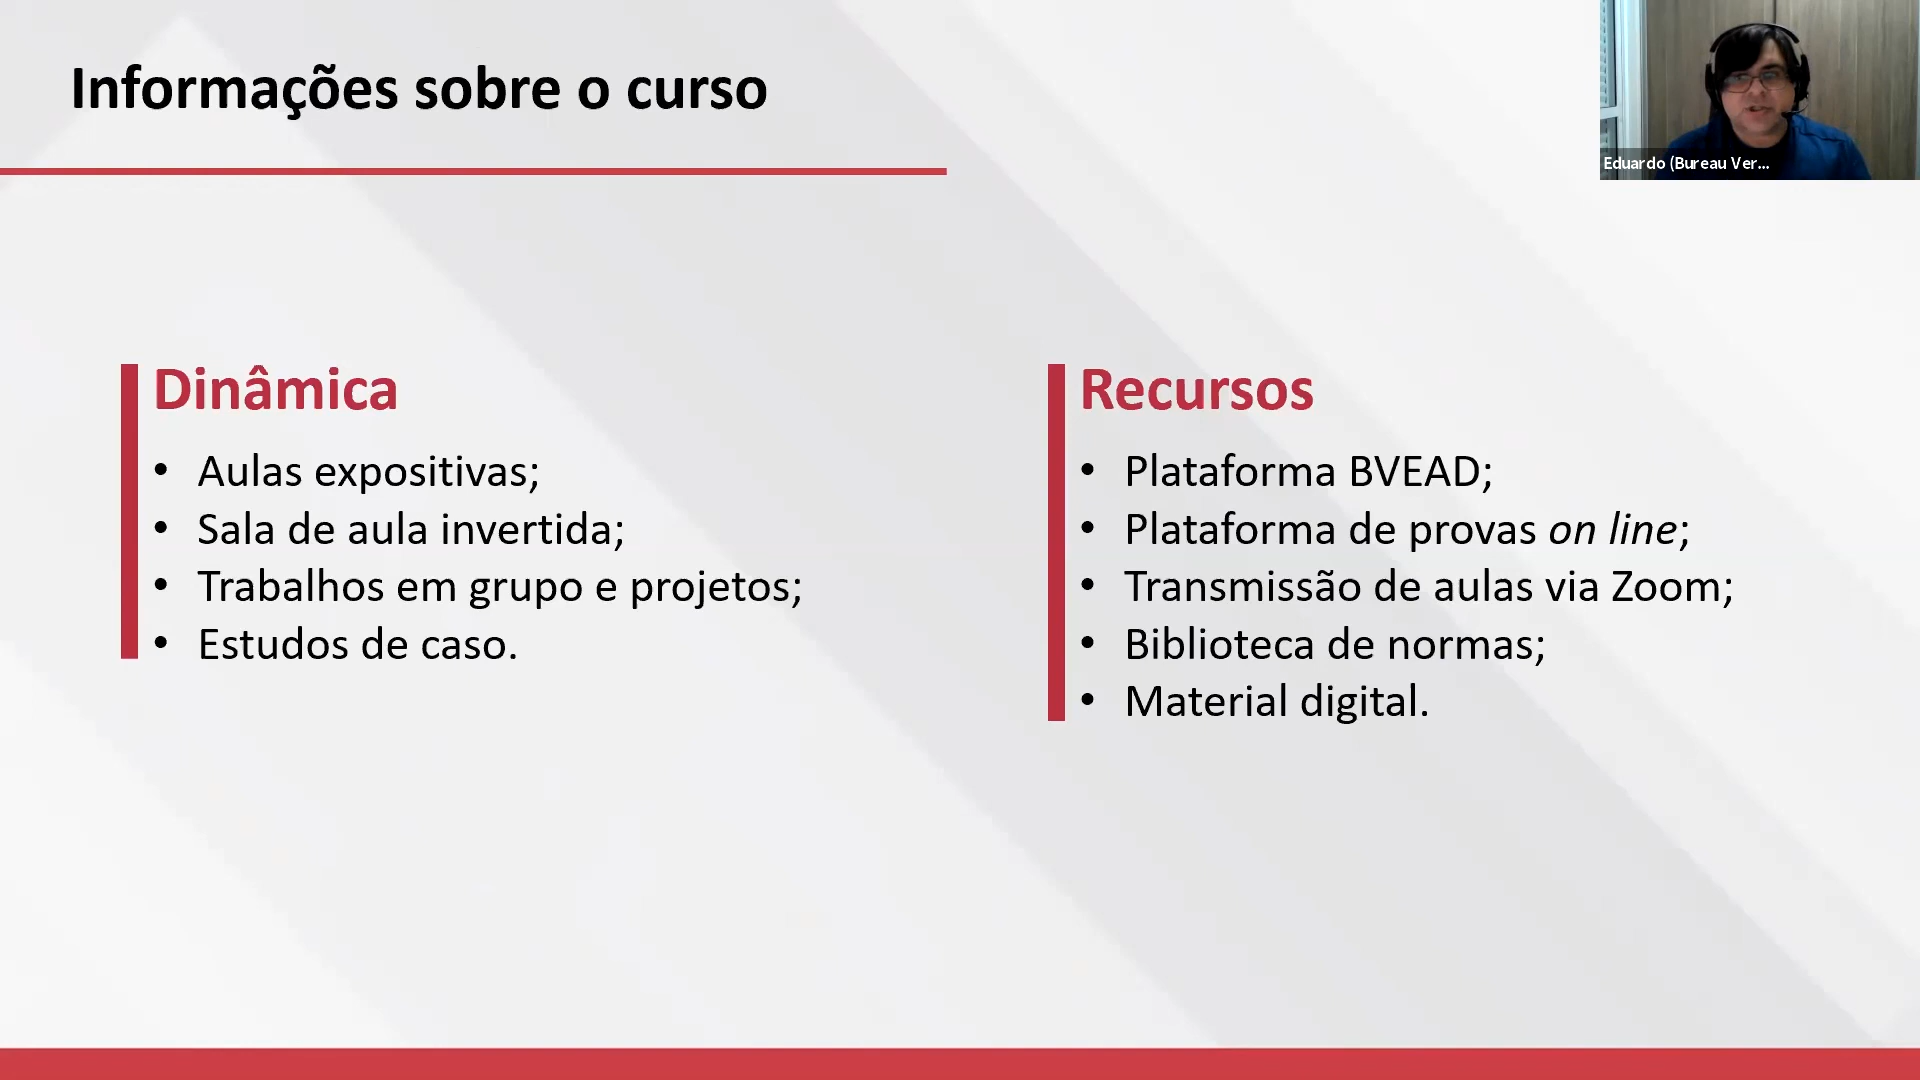 Informações sobre o curso
Eduardo (Bureau Ver...
Dinâmica
• Aulas expositivas;
• Sala de aula invertida;
• Trabalhos em grupo e projetos;
• Estudos de caso.
Recursos
• Plataforma BVEAD;
• Plataforma de provas on line;
• Transmissão de aulas via Zoom;
• Biblioteca de normas;
• Material digital.